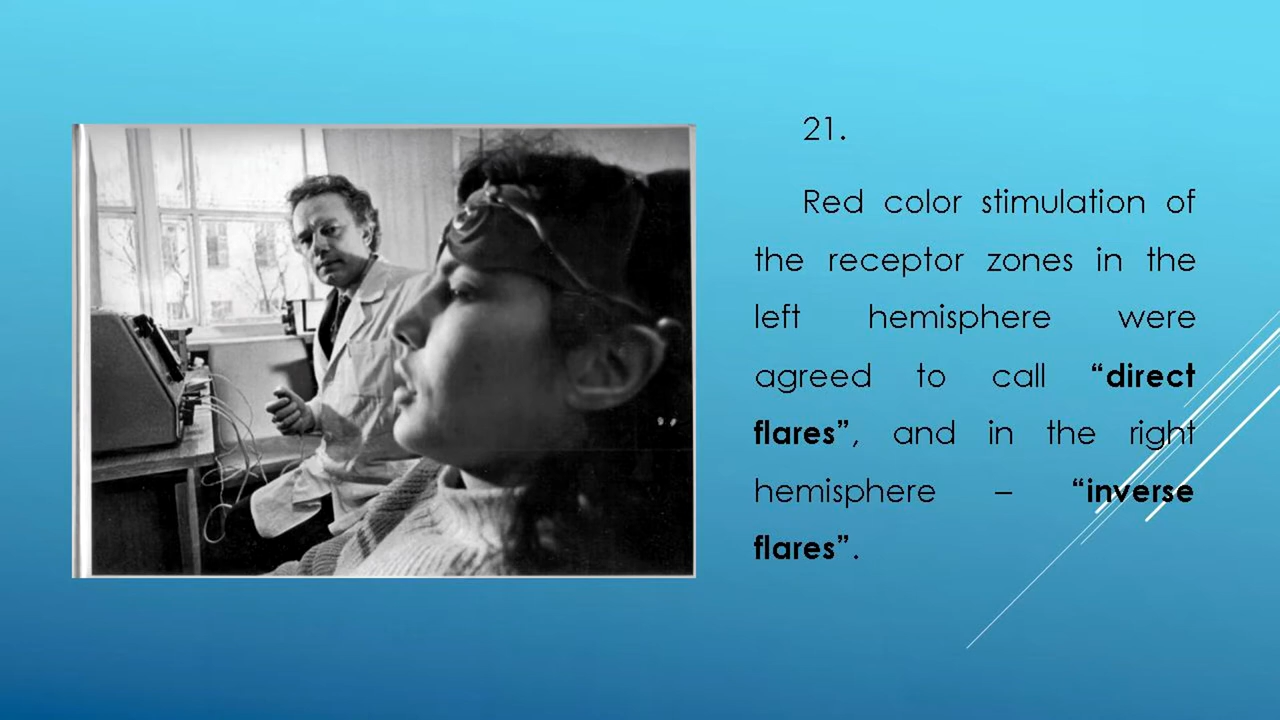 21.
Red color stimulation of
the receptor zones in the
left hemisphere were
agreed to call “direct
flares”, and in the right
hemisphere – “inverse
flares”.